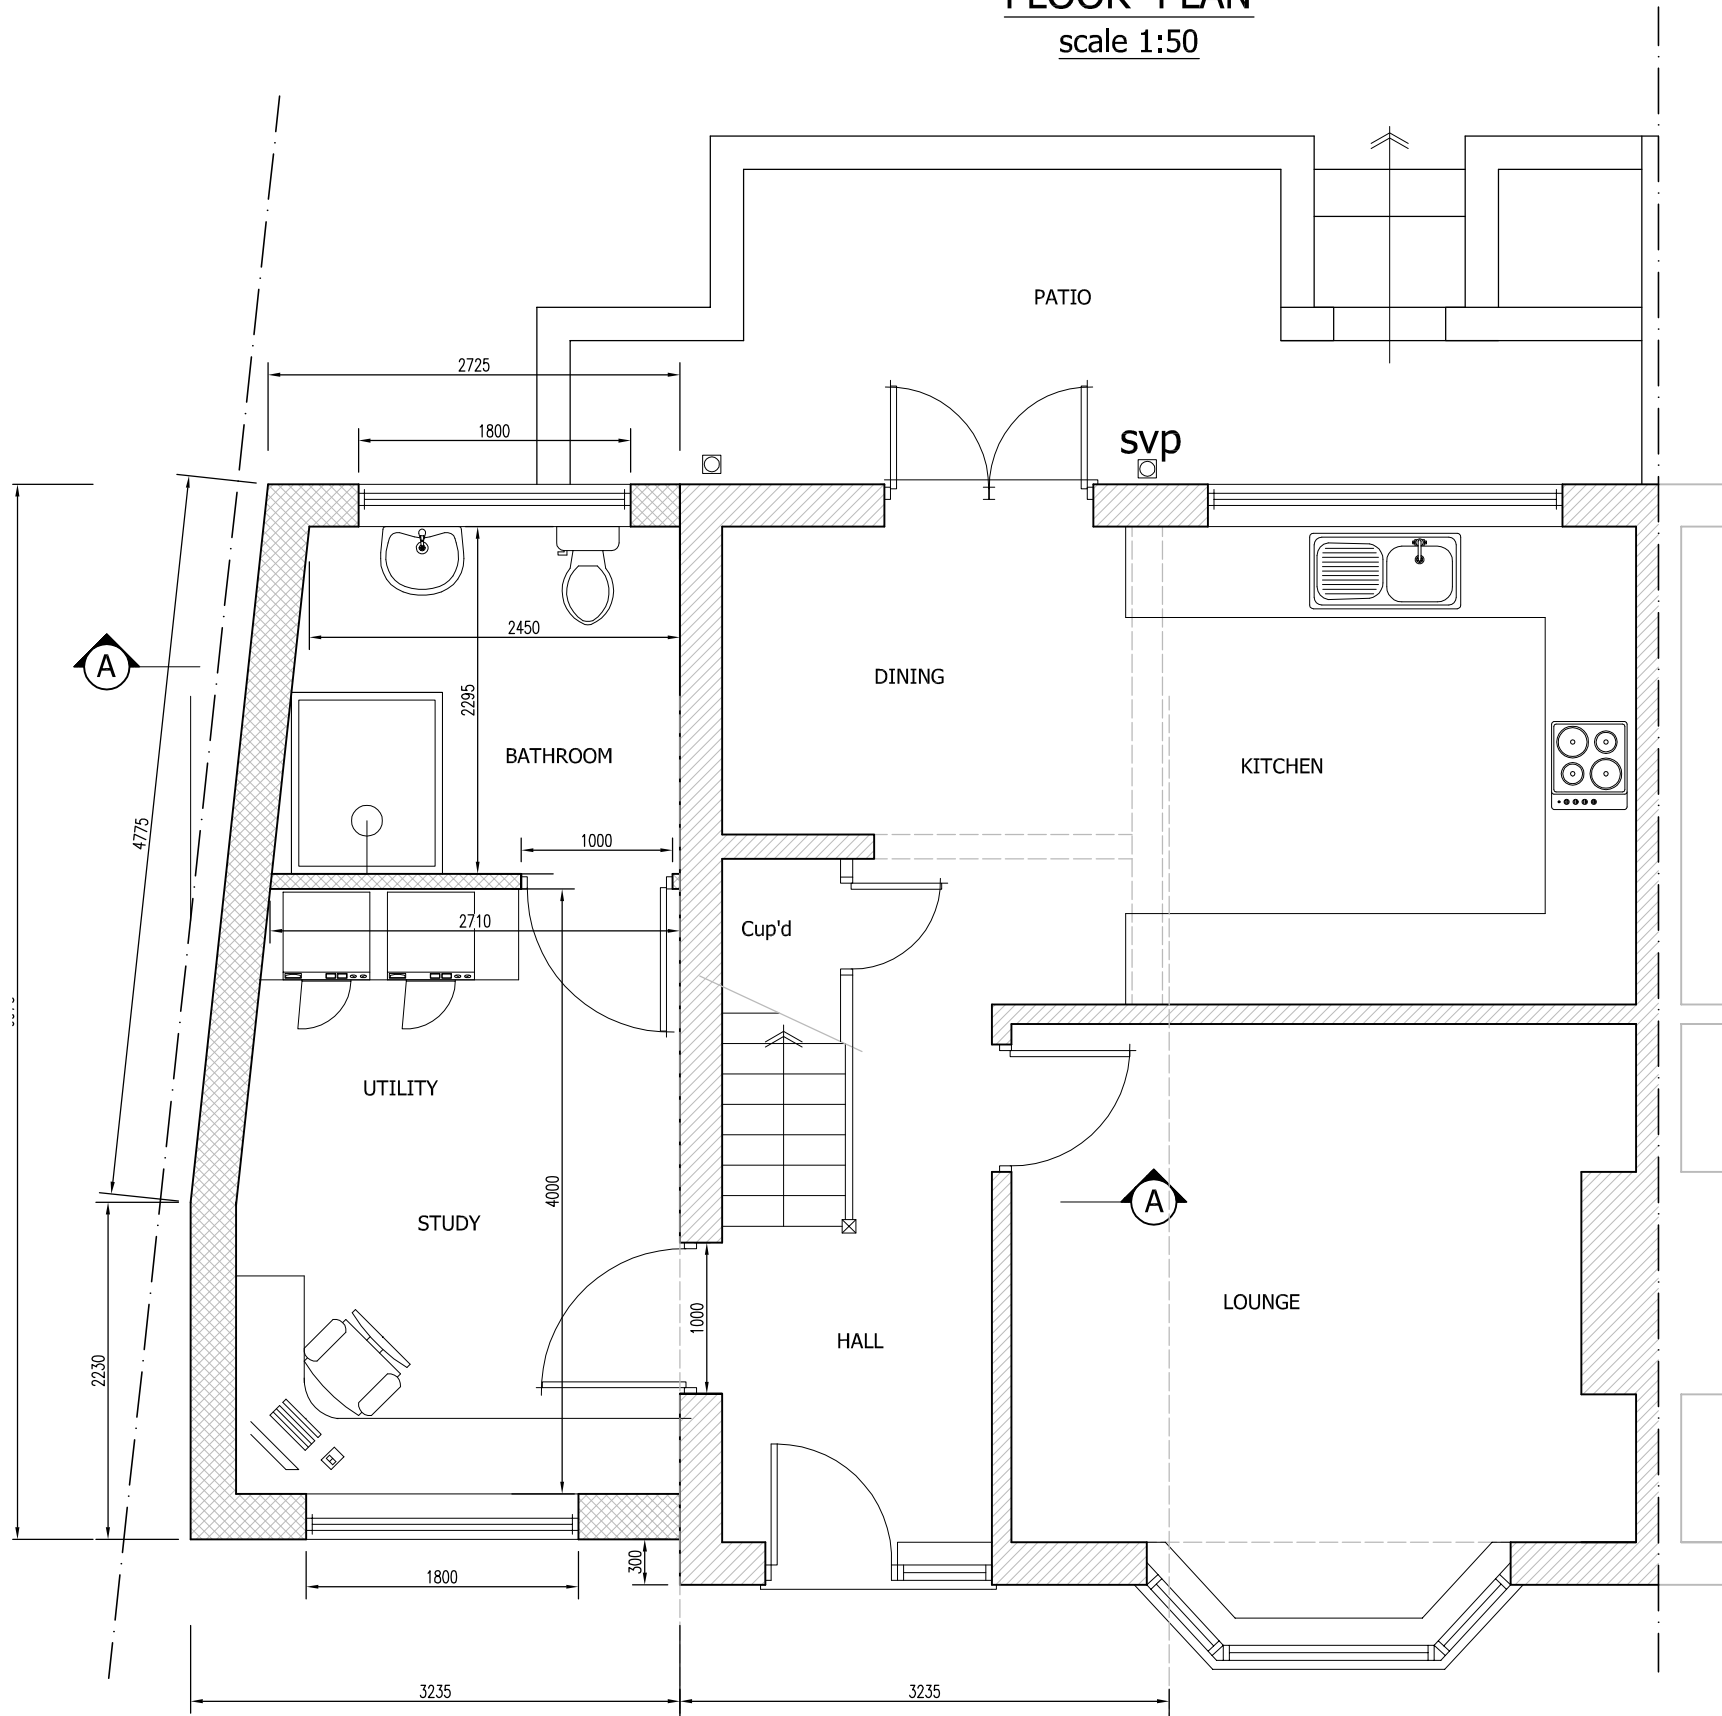 FLOOR PLAN
scale 1:50
PATIO
2725
1800
svp
2450
DINING
A
2295
BATHROOM
KITCHEN
4775
1000
2710
Cup'd
UTILITY
4000
STUDY
A
LOUNGE
1000
HALL
2230
300
1800
3235
3235